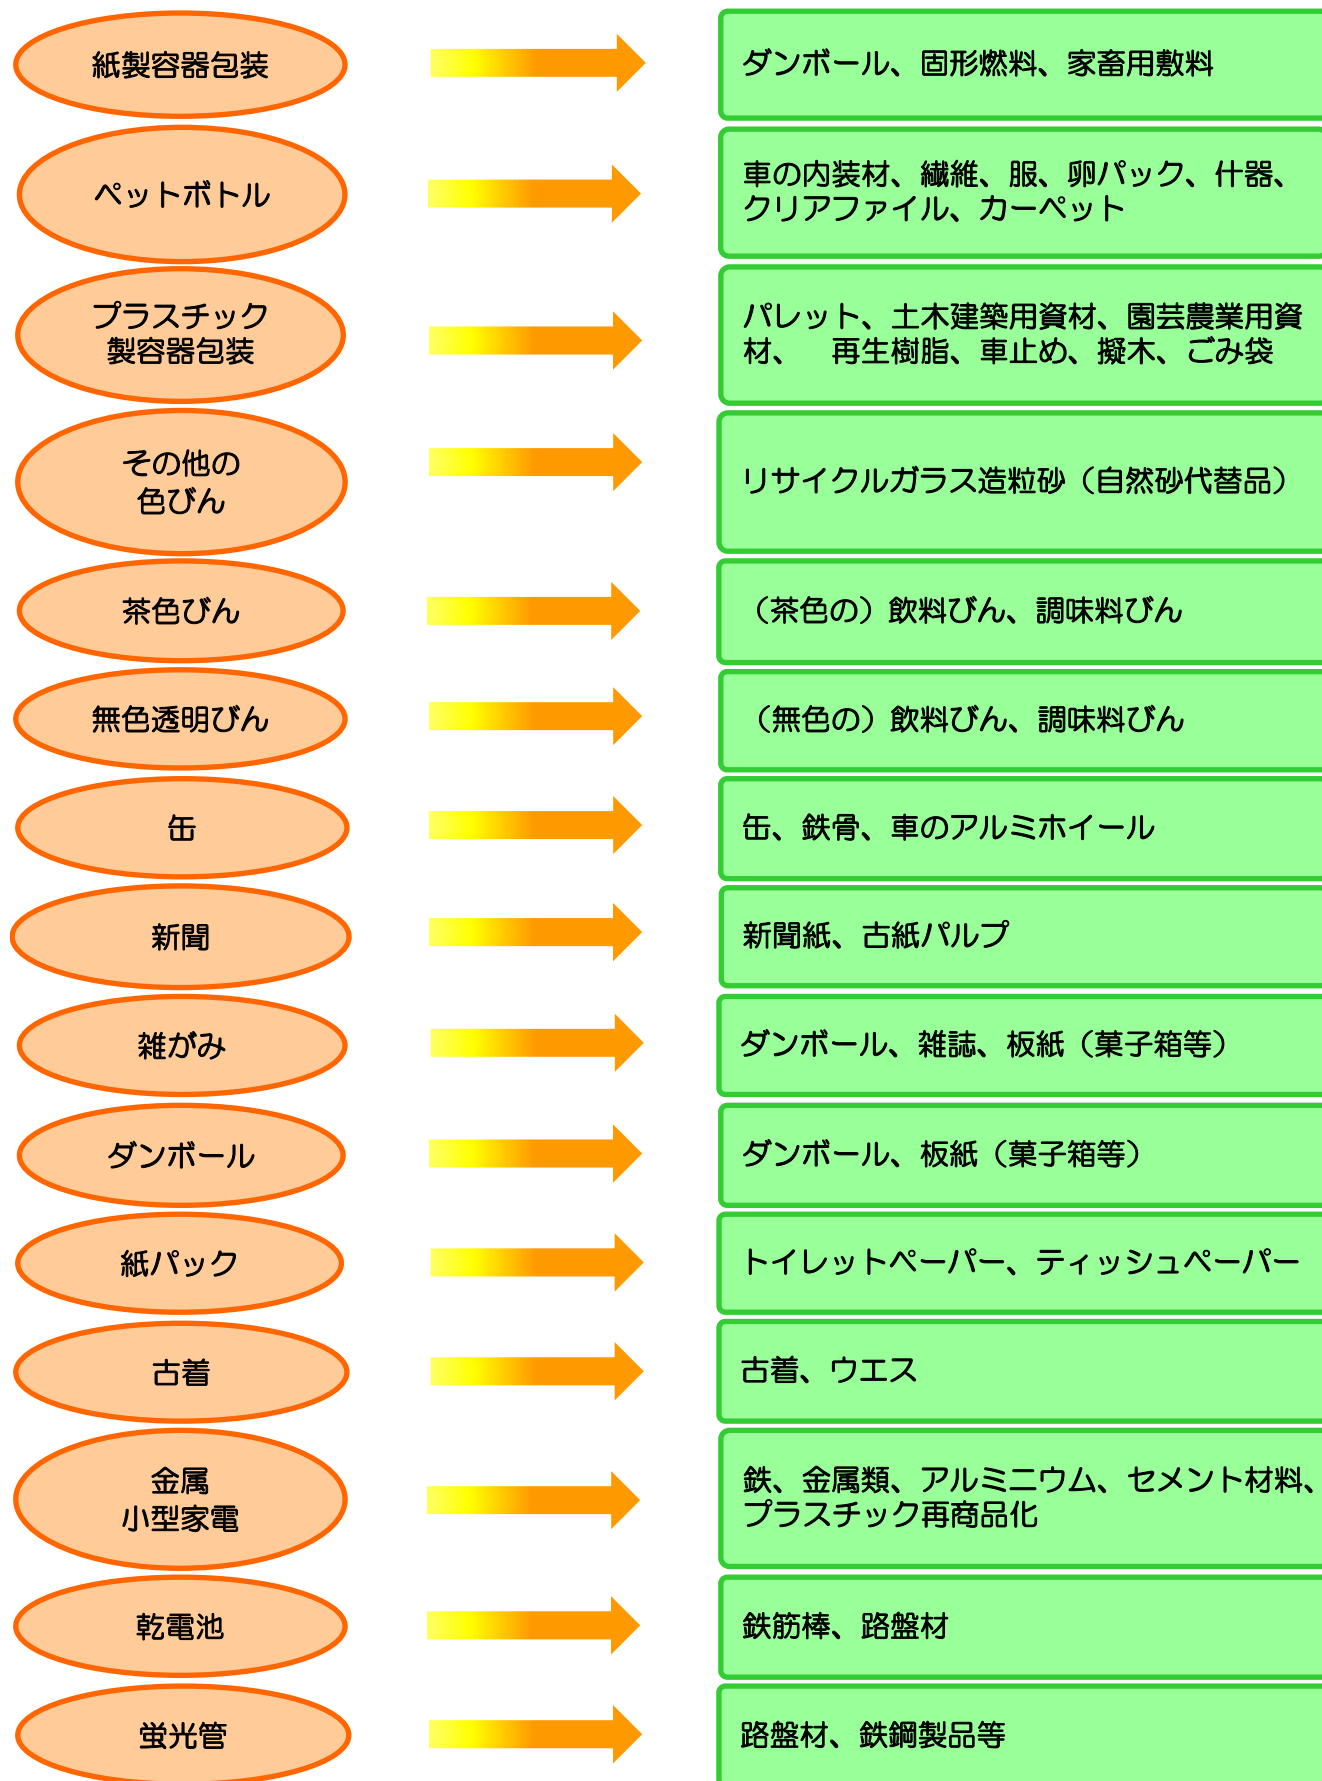 紙製容器包装
ダンボール、固形燃料、家畜用敷料
ペットボトル
車の内装材、繊維、服、卵パック、什器、
クリアファイル、カーペット
プラスチック
製容器包装
パレット、土木建築用資材、園芸農業用資
材、　再生樹脂、車止め、擬木、ごみ袋
その他の
色びん
リサイクルガラス造粒砂（自然砂代替品）
茶色びん
（茶色の）飲料びん、調味料びん
無色透明びん
（無色の）飲料びん、調味料びん
缶
缶、鉄骨、車のアルミホイール
新聞
新聞紙、古紙パルプ
雑がみ
ダンボール、雑誌、板紙（菓子箱等）
ダンボール
ダンボール、板紙（菓子箱等）
紙パック
トイレットペーパー、ティッシュペーパー
古着
古着、ウエス
金属
小型家電
鉄、金属類、アルミニウム、セメント材料、
プラスチック再商品化
乾電池
鉄筋棒、路盤材
蛍光管
路盤材、鉄鋼製品等